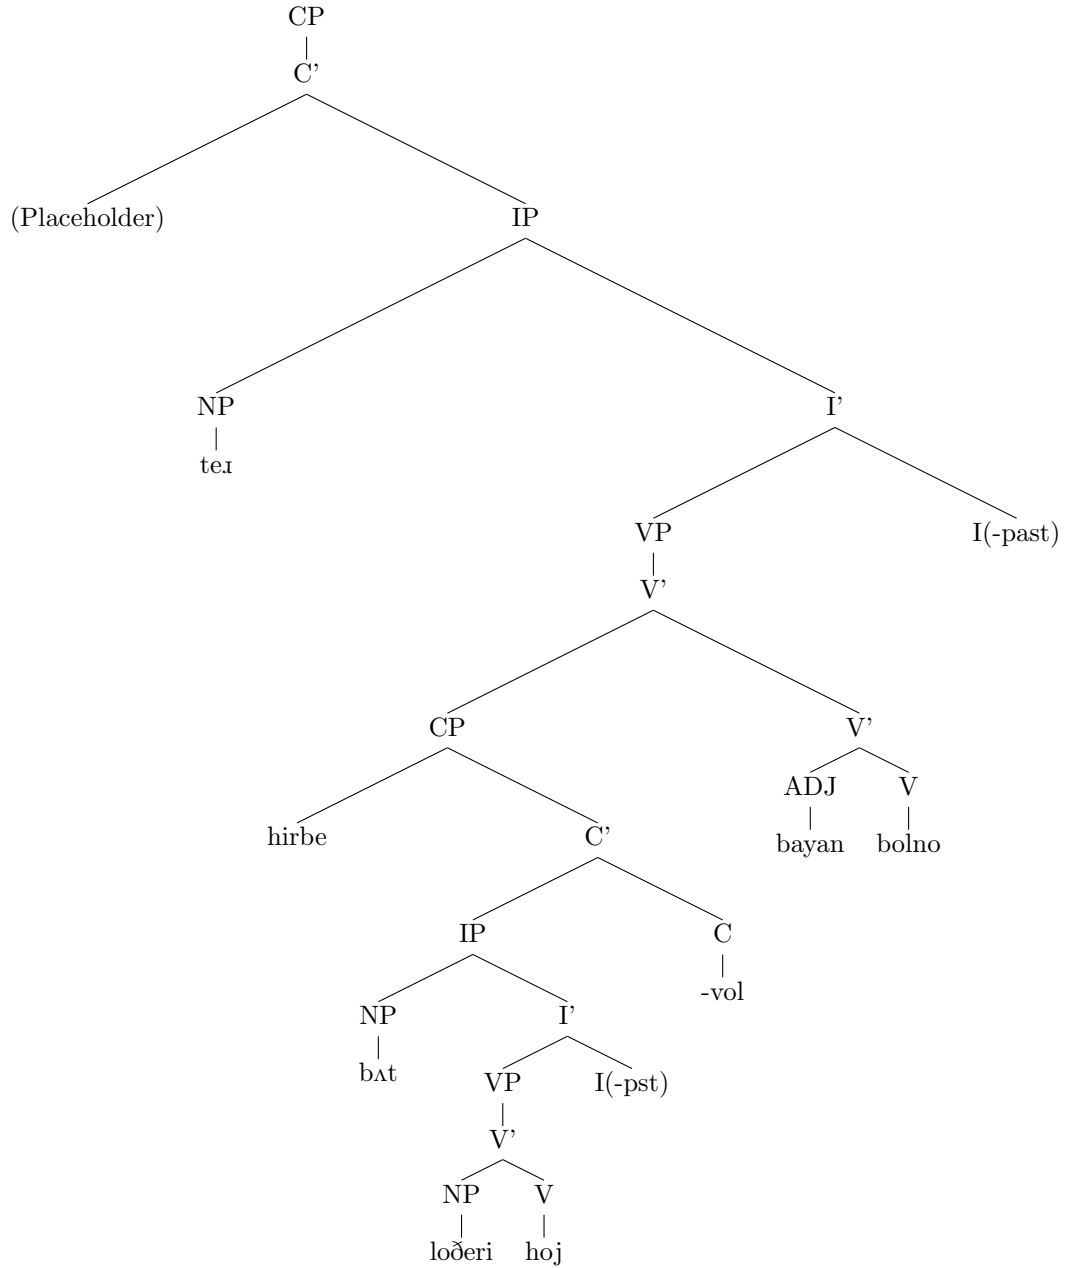 CP
C’
(Placeholder) IP
NP I’
teɹ
VP I(-past)
V’
CP V’
ADJ V
hirbe C’ bayan bolno
IP C
-vol
NP I’
bʌt VP I(-pst)
V’
NP V
loðeri hoj